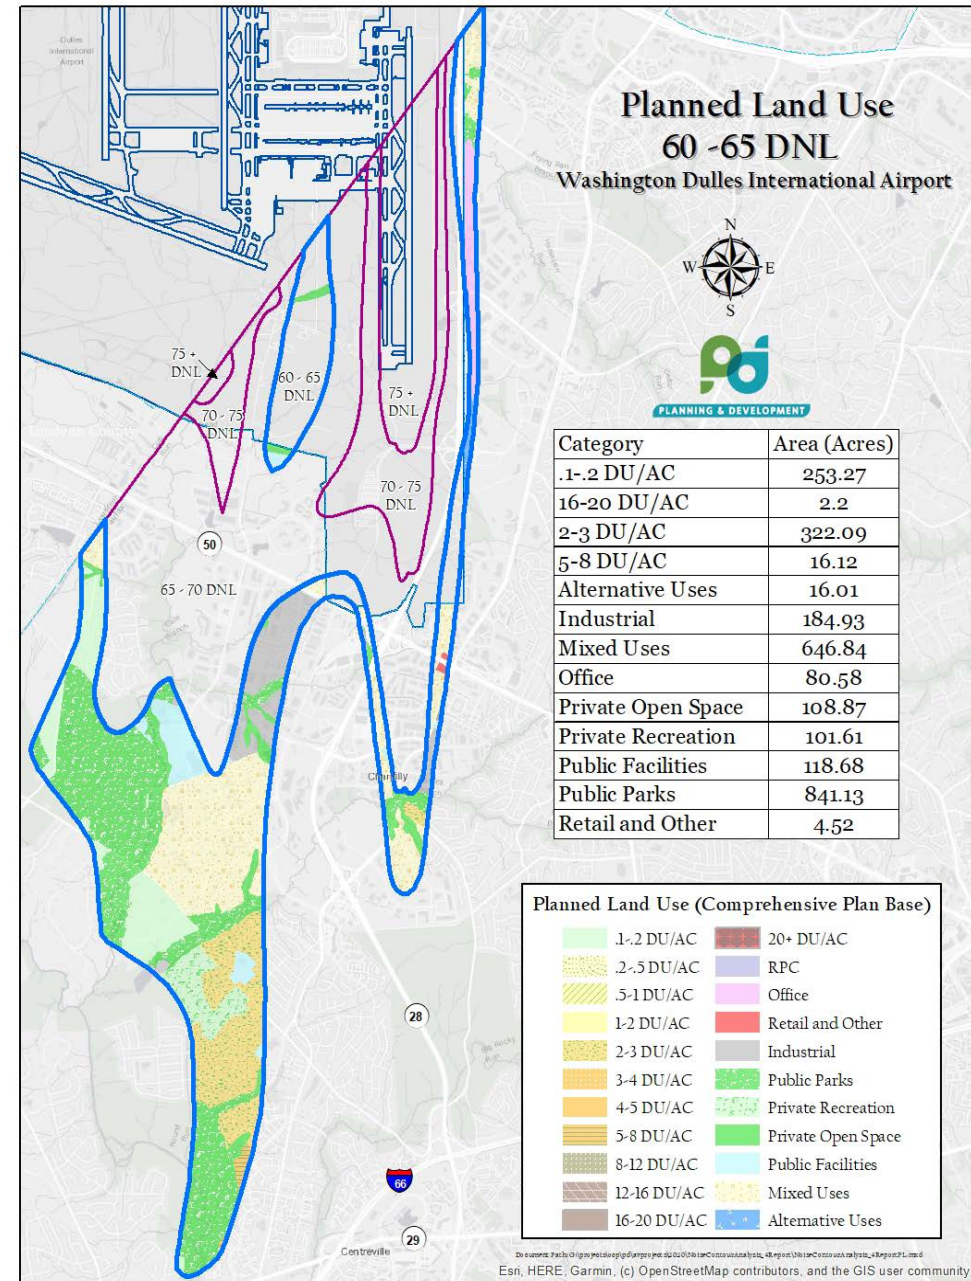 Dulles
International
Airport
Planned Land Use
60 -65 DNL
Washington Dulles International Airport
N
W E
S
PLANNING & DEVELOPMENT
75 +
DNL
60 - 65
DNL
75 +
DNL
70 - 75
DNL
70 - 75
DNL
50
65 - 70 DNL
Loudoun County
Chantilly
28
66
29
Centreville
Category Area (Acres)
.1-.2 DU/AC 253.27
16-20 DU/AC 2.2
2-3 DU/AC 322.09
5-8 DU/AC 16.12
Alternative Uses 16.01
Industrial 184.93
Mixed Uses 646.84
Office 80.58
Private Open Space 108.87
Private Recreation 101.61
Public Facilities 118.68
Public Parks 841.13
Retail and Other 4.52
Planned Land Use (Comprehensive Plan Base)
.1-.2 DU/AC 20+ DU/AC
.2-.5 DU/AC RPC
.5-1 DU/AC Office
1-2 DU/AC Retail and Other
2-3 DU/AC Industrial
3-4 DU/AC Public Parks
4-5 DU/AC Private Recreation
5-8 DU/AC Private Open Space
8-12 DU/AC Public Facilities
12-16 DU/AC Mixed Uses
16-20 DU/AC Alternative Uses
Document Path:
Esri, HERE, Garmin, (c) OpenStreetMap contributors, and the GIS user community